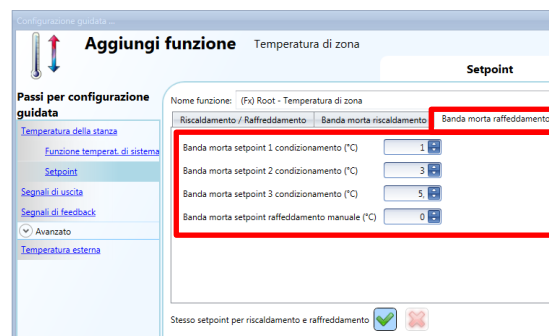 Configurazione guidata ...
Aggiungi funzione Temperatura di zona
Setpoint
Passi per configurazione guidata
Temperatura della stanza
Funzione temperat. di sistema
Setpoint
Segnali di uscita
Segnali di feedback
Avanzato
Temperatura esterna
Nome funzione: (Fx) Root - Temperatura di zona
Riscaldamento / Raffreddamento Banda morta riscaldamento Banda morta raffeddamento
Banda morta setpoint 1 condizionamento (°C) 1
Banda morta setpoint 2 condizionamento (°C) 3
Banda morta setpoint 3 condizionamento (°C) 5,
Banda morta setpoint raffeddamento manuale (°C) 0
Stesso setpoint per riscaldamento e raffreddamento